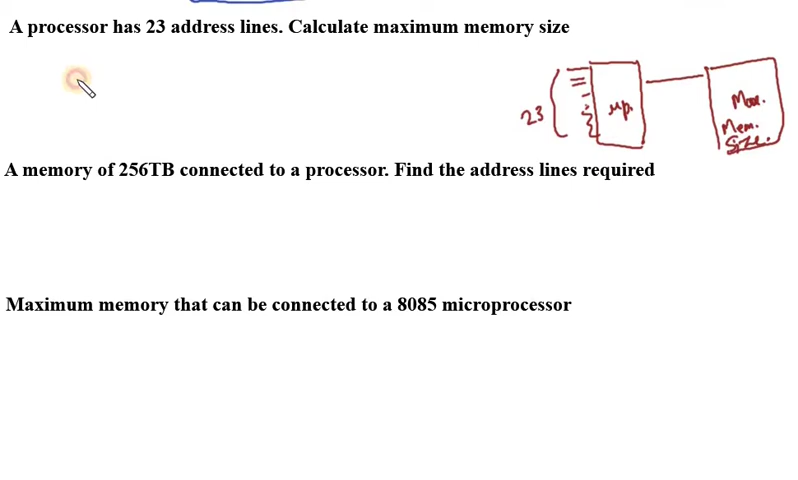 A processor has 23 address lines. Calculate maximum memory size
23
μp.
Max.
Mem.
Size.
A memory of 256TB connected to a processor. Find the address lines required
Maximum memory that can be connected to a 8085 microprocessor